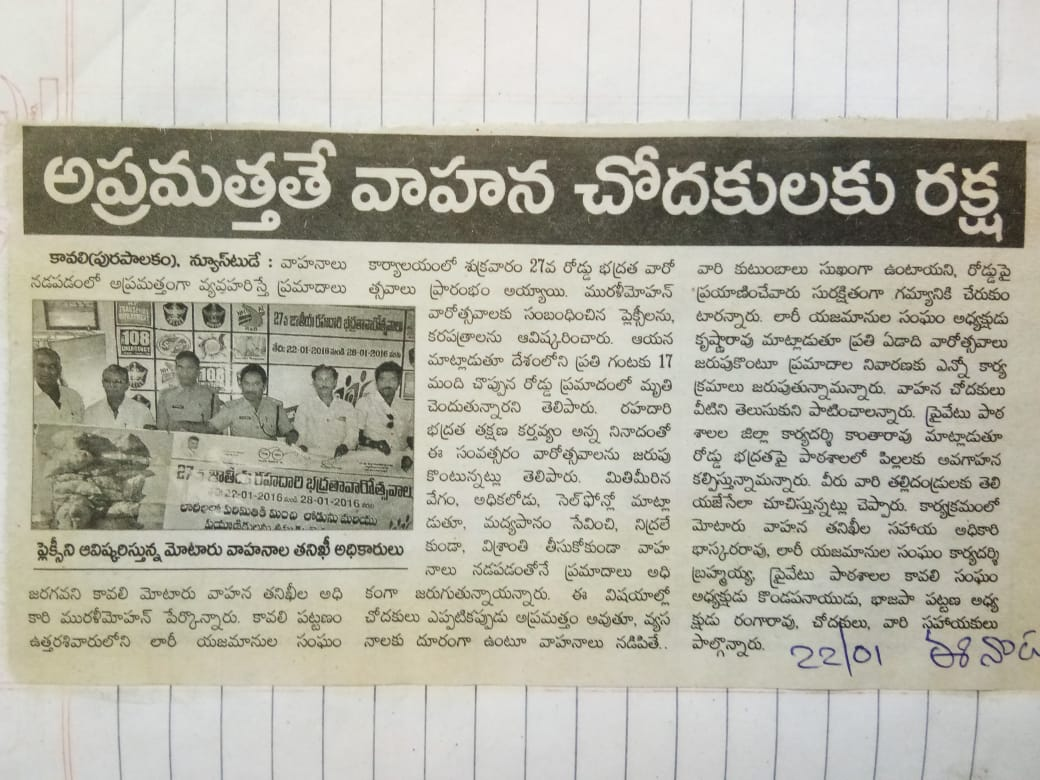 అప్రమత్తతే వాహన చోదకులకు రక్ష
కావలి(పురపాలకం), న్యూస్‌టుడే : వాహనాలు
నడపడంలో అప్రమత్తంగా వ్యవహరిస్తే ప్రమాదాలు
108
27వ జాతీయ రహదారి భద్రతావారోత్సవాలు
తేది: 22-01-2016 నుండి 28-01-2016 వరకు
108
27వ జాతీయ రహదారి భద్రతావారోత్సవాలు
22-01-2016 నుండి 28-01-2016 వరకు
లారీలలో పరిమితికి మించి లోడును మరియు
ఫ్లెక్సీని ఆవిష్కరిస్తున్న మోటారు వాహనాల తనిఖీ అధికారులు
జరగవని కావలి మోటారు వాహన తనిఖీల అధి
కారి మురళీమోహన్ పేర్కొన్నారు. కావలి పట్టణం
ఉత్తరశివారులోని లారీ యజమానుల సంఘం
కార్యాలయంలో శుక్రవారం 27వ రోడ్డు భద్రత వారో
త్సవాలు ప్రారంభం అయ్యాయి. మురళీమోహన్
వారోత్సవాలకు సంబంధించిన ఫ్లెక్సీలను,
కరపత్రాలను ఆవిష్కరించారు. ఆయన
మాట్లాడుతూ దేశంలోని ప్రతి గంటకు 17
మంది చొప్పున రోడ్డు ప్రమాదంలో మృతి
చెందుతున్నారని తెలిపారు. రహదారి
భద్రత తక్షణ కర్తవ్యం అన్న నినాదంతో
ఈ సంవత్సరం వారోత్సవాలను జరుపు
కొంటున్నట్లు తెలిపారు. మితిమీరిన
వేగం, అధికలోడు, సెల్‌ఫోన్లో మాట్లా
డుతూ, మద్యపానం సేవించి, నిద్రలే
కుండా, విశ్రాంతి తీసుకోకుండా వాహ
నాలు నడపడంతోనే ప్రమాదాలు అధి
కంగా జరుగుతున్నాయన్నారు. ఈ విషయాల్లో
చోదకులు ఎప్పటికప్పుడు అప్రమత్తం అవుతూ, వ్యస
నాలకు దూరంగా ఉంటూ వాహనాలు నడిపితే..
వారి కుటుంబాలు సుఖంగా ఉంటాయని, రోడ్డుపై
ప్రయాణించేవారు సురక్షితంగా గమ్యానికి చేరుకుం
టారన్నారు. లారీ యజమానుల సంఘం అధ్యక్షుడు
కృష్ణారావు మాట్లాడుతూ ప్రతి ఏడాది వారోత్సవాలు
జరుపుకొంటూ ప్రమాదాల నివారణకు ఎన్నో కార్య
క్రమాలు జరుపుతున్నామన్నారు. వాహన చోదకులు
వీటిని తెలుసుకుని పాటించాలన్నారు. ప్రైవేటు పాఠ
శాలల జిల్లా కార్యదర్శి కాంతారావు మాట్లాడుతూ
రోడ్డు భద్రతపై పాఠశాలలో పిల్లలకు అవగాహన
కల్పిస్తున్నామన్నారు. వీరు వారి తల్లిదండ్రులకు తెలి
యజేసేలా చూచిస్తున్నట్లు చెప్పారు. కార్యక్రమంలో
మోటారు వాహన తనిఖీల సహాయ అధికారి
భాస్కరరావు, లారీ యజమానుల సంఘం కార్యదర్శి
బ్రహ్మయ్య, ప్రైవేటు పాఠశాలల కావలి సంఘం
అధ్యక్షుడు కొండపనాయుడు, భాజపా పట్టణ అధ్య
క్షుడు రంగారావు, చోదకులు, వారి సహాయకులు
పాల్గొన్నారు.
22/01 ఈనాడు